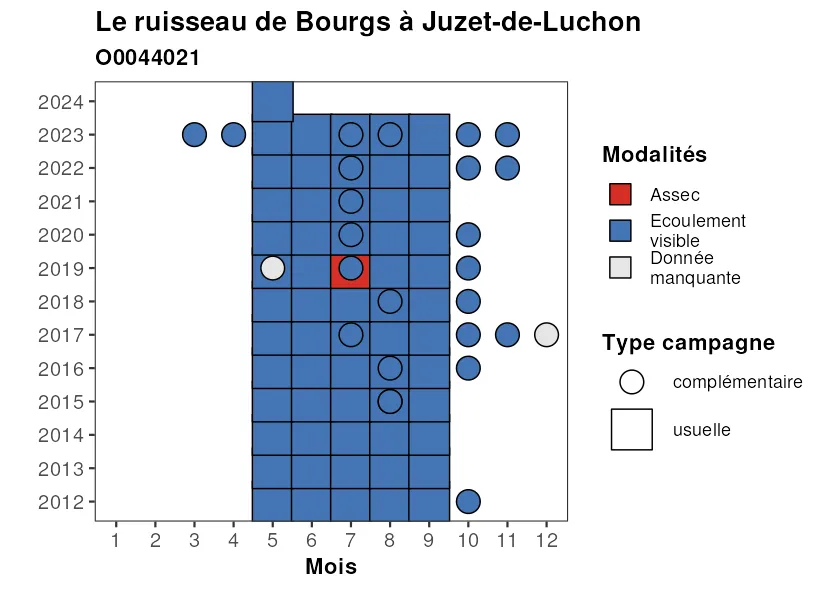 Le ruisseau de Bourgs à Juzet-de-Luchon
O0044021
2024
2023
2022
2021
2020
2019
2018
2017
2016
2015
2014
2013
2012
1 2 3 4 5 6 7 8 9 10 11 12
Mois
Modalités
Assec
Ecoulement
visible
Donnée
manquante
Type campagne
complémentaire
usuelle